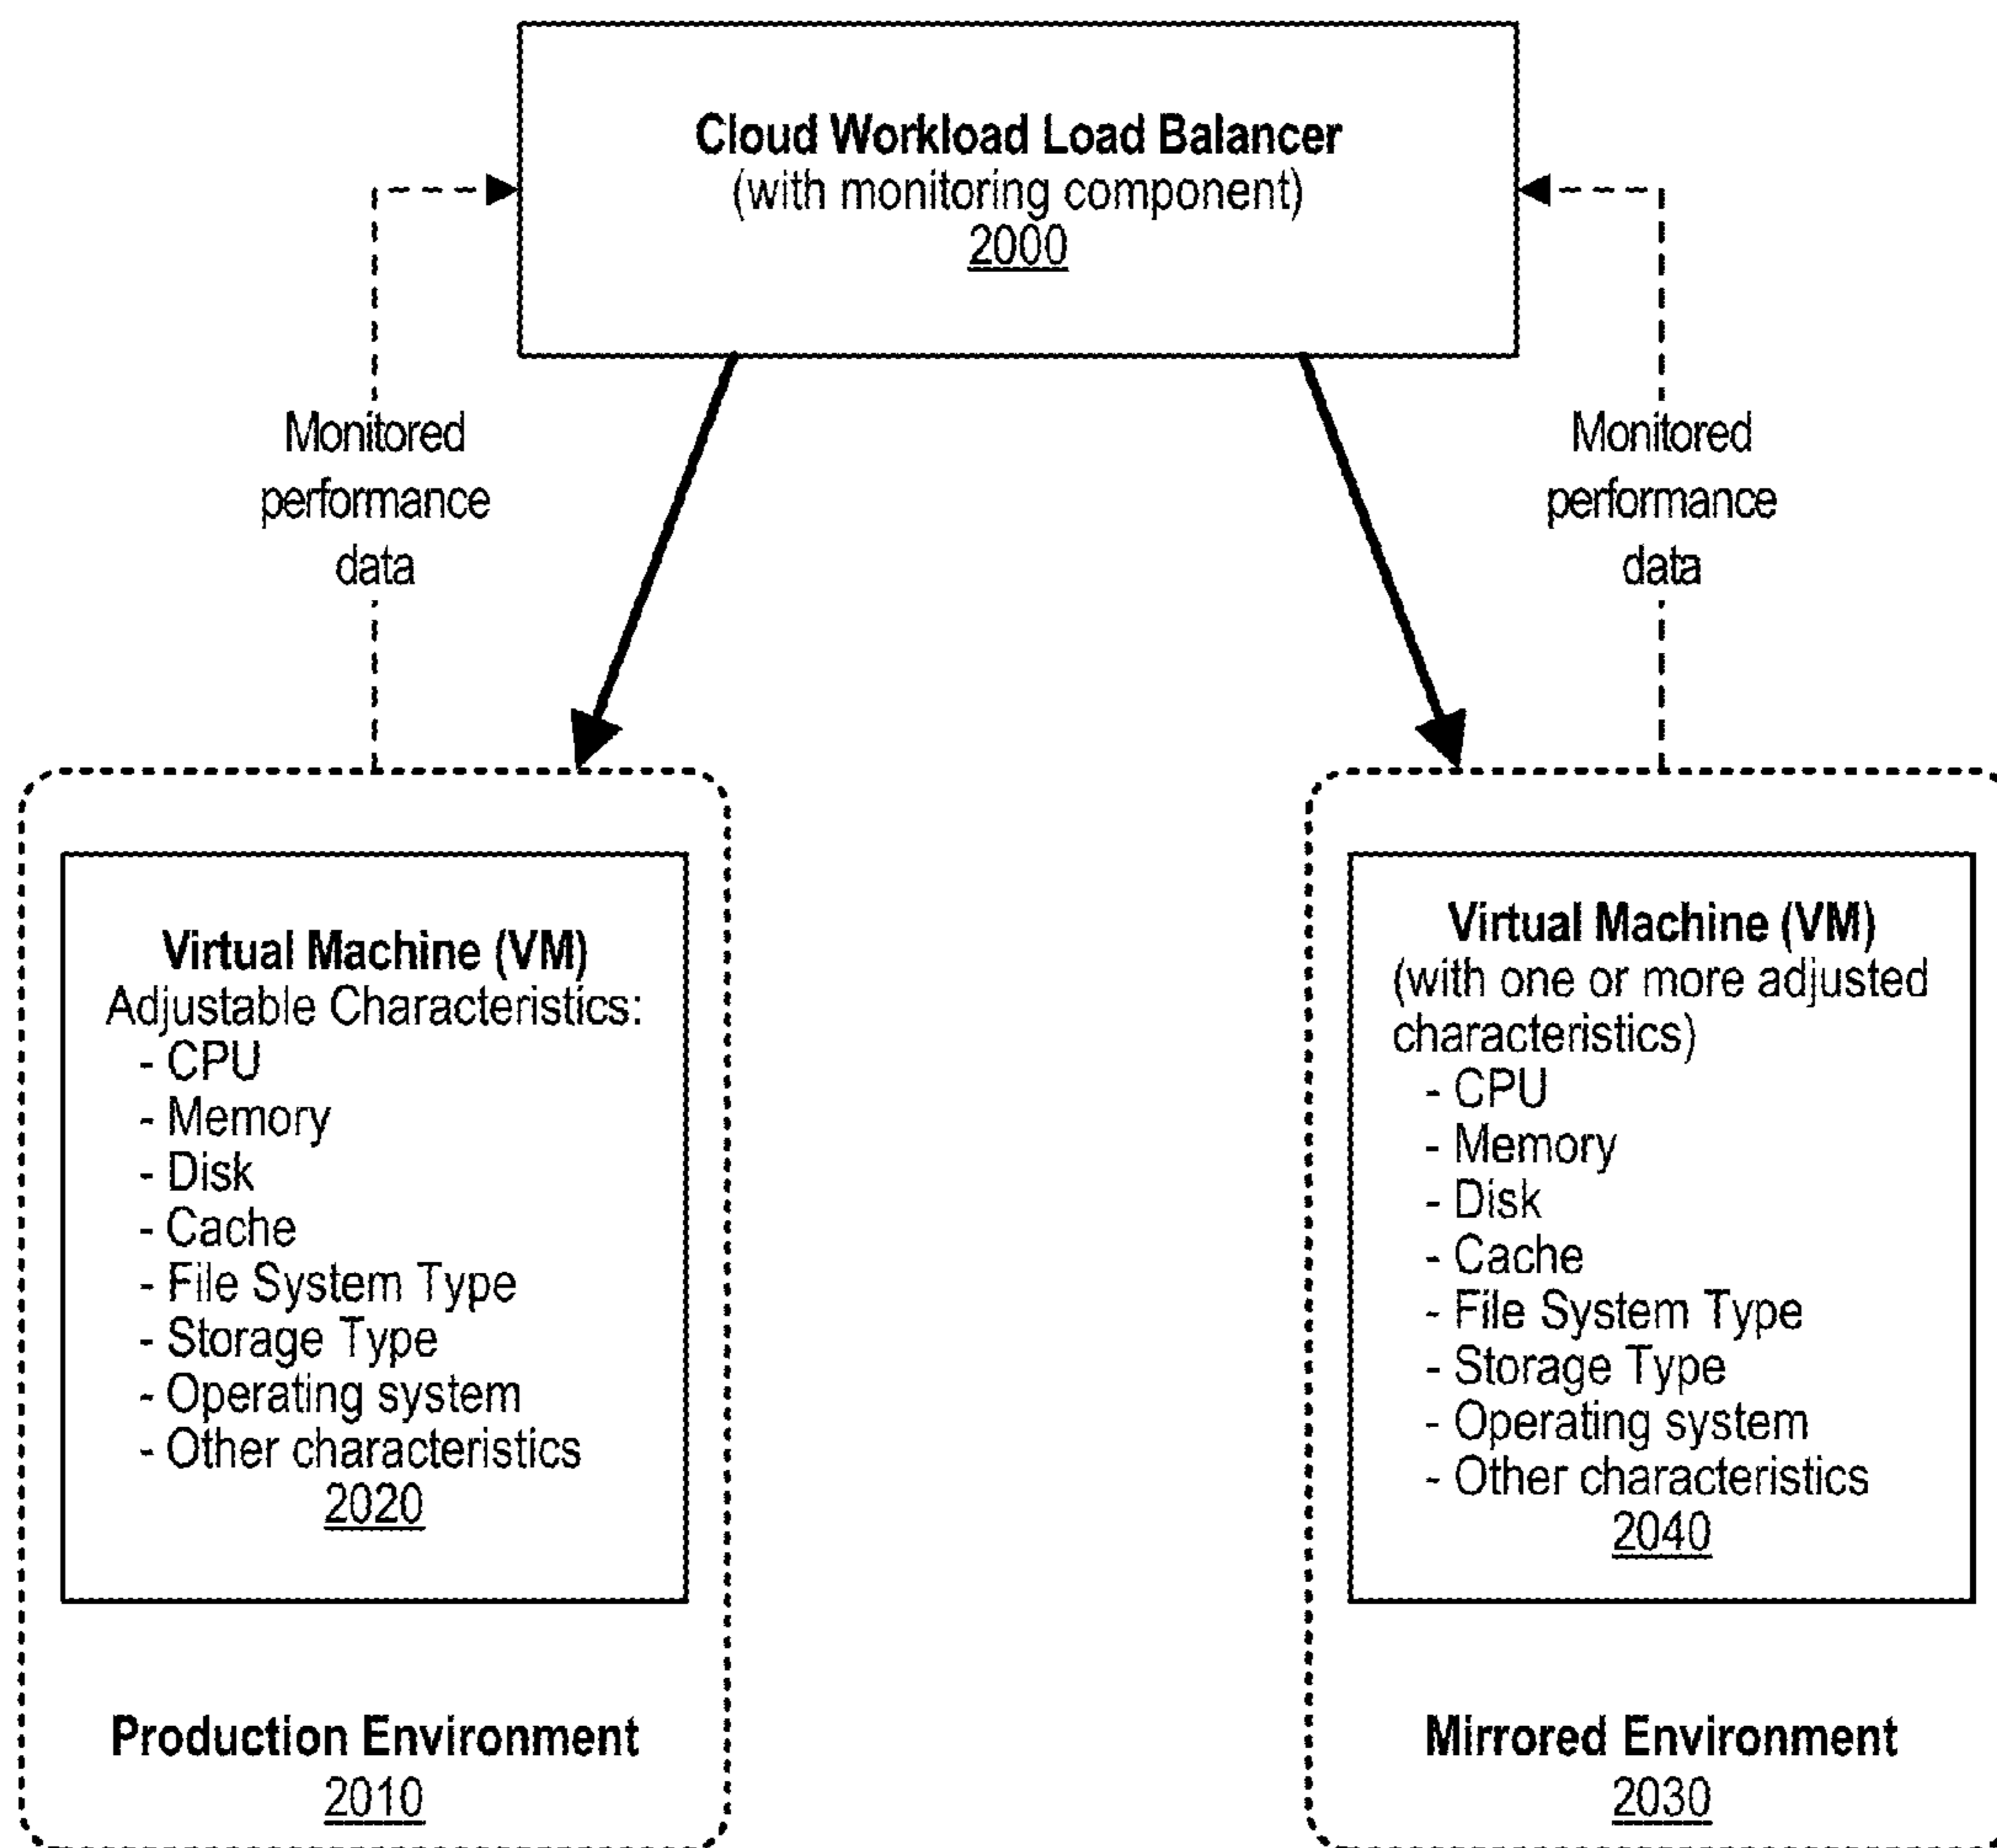 Cloud Workload Load Balancer
(with monitoring component)
2000
Monitored
performance
data
Monitored
performance
data
Virtual Machine (VM)
Adjustable Characteristics:
- CPU
- Memory
- Disk
- Cache
- File System Type
- Storage Type
- Operating system
- Other characteristics
2020
Production Environment
2010
Virtual Machine (VM)
(with one or more adjusted
characteristics)
- CPU
- Memory
- Disk
- Cache
- File System Type
- Storage Type
- Operating system
- Other characteristics
2040
Mirrored Environment
2030